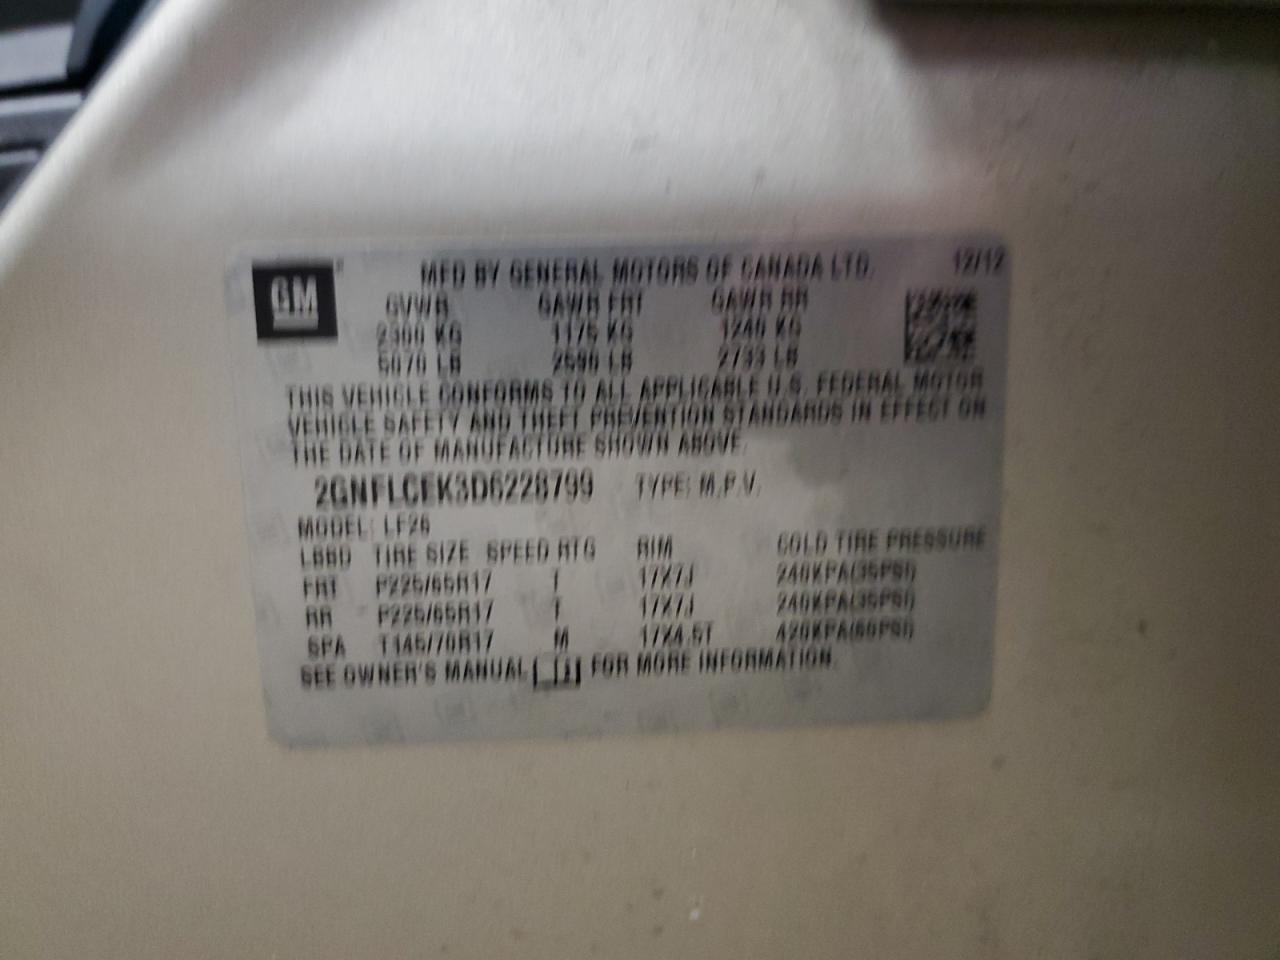 GM
MFD BY GENERAL MOTORS OF CANADA LTD. 12/12
GVWR GAWR FRT GAWR RR
2300 KG 1175 KG 1240 KG
5070 LB 2590 LB 2733 LB
THIS VEHICLE CONFORMS TO ALL APPLICABLE U.S. FEDERAL MOTOR
VEHICLE SAFETY AND THEFT PREVENTION STANDARDS IN EFFECT ON
THE DATE OF MANUFACTURE SHOWN ABOVE.
2GNFLCEK3D6228799 TYPE: M.P.V.
MODEL: LF26
TIRE SIZE SPEED RTG RIM COLD TIRE PRESSURE
FRT P225/65R17 T 17X7J 240KPA(35PSI)
RR P225/65R17 T 17X7J 240KPA(35PSI)
SPA T145/70R17 M 17X4.5T 420KPA(60PSI)
SEE OWNER'S MANUAL FOR MORE INFORMATION.